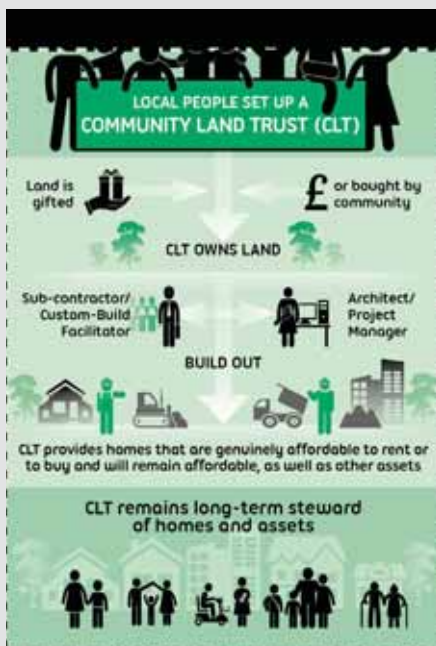 LOCAL PEOPLE SET UP A
COMMUNITY LAND TRUST (CLT)
Land is
gifted
£ or bought by
community
CLT OWNS LAND
Sub-contractor/
Custom-Build
Facilitator
Architect/
Project
Manager
BUILD OUT
CLT provides homes that are genuinely affordable to rent or
to buy and will remain affordable, as well as other assets
CLT remains long-term steward
of homes and assets